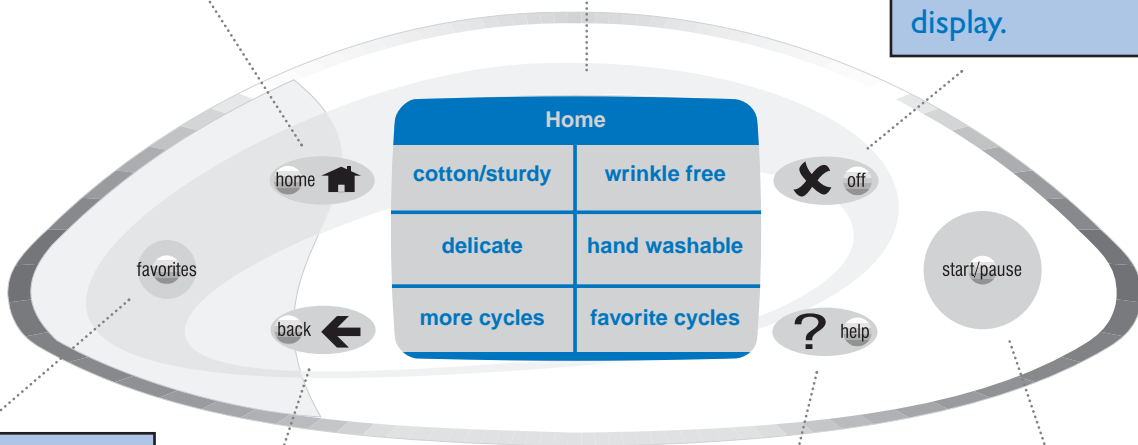 display.
Home
home
cotton/sturdy
wrinkle free
off
delicate
hand washable
favorites
start/pause
back
more cycles
favorite cycles
? help